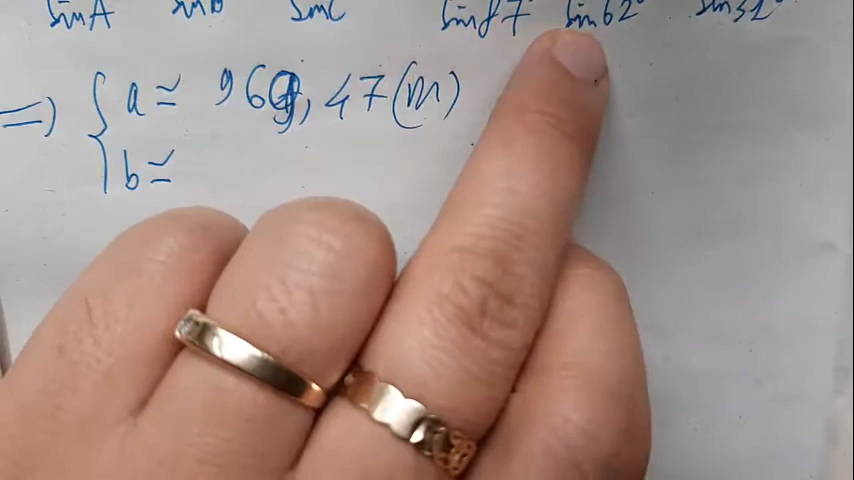 sinA sinB sinC sin87° sin62° sin31°
=> { a ≃ 969,47 (m)
b ≃